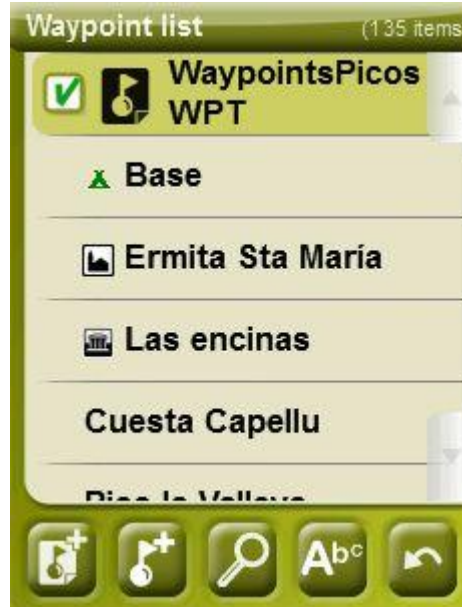 Waypoint list (135 items
WaypointsPicos
WPT
Base
Ermita Sta María
Las encinas
Cuesta Capellu
Abc